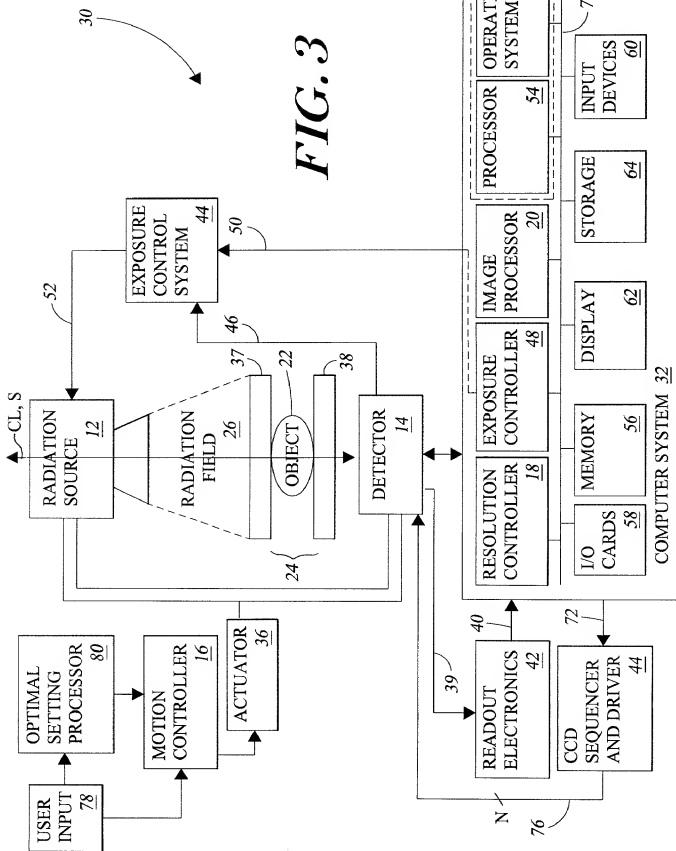 30
FIG. 3
USER
INPUT
78
OPTIMAL
SETTING
PROCESSOR
80
MOTION
CONTROLLER
16
ACTUATOR
36
CL, S
RADIATION
SOURCE
12
RADIATION
FIELD
26
37
22
OBJECT
38
24
DETECTOR
14
52
EXPOSURE
CONTROL
SYSTEM
44
46
50
39
READOUT
ELECTRONICS
42
40
CCD
SEQUENCER
AND DRIVER
44
72
N
76
RESOLUTION
CONTROLLER
18
EXPOSURE
CONTROLLER
48
IMAGE
PROCESSOR
20
PROCESSOR
54
OPERATI
SYSTEM
7
I/O
CARDS
58
MEMORY
56
DISPLAY
62
STORAGE
64
INPUT
DEVICES
60
COMPUTER SYSTEM 32